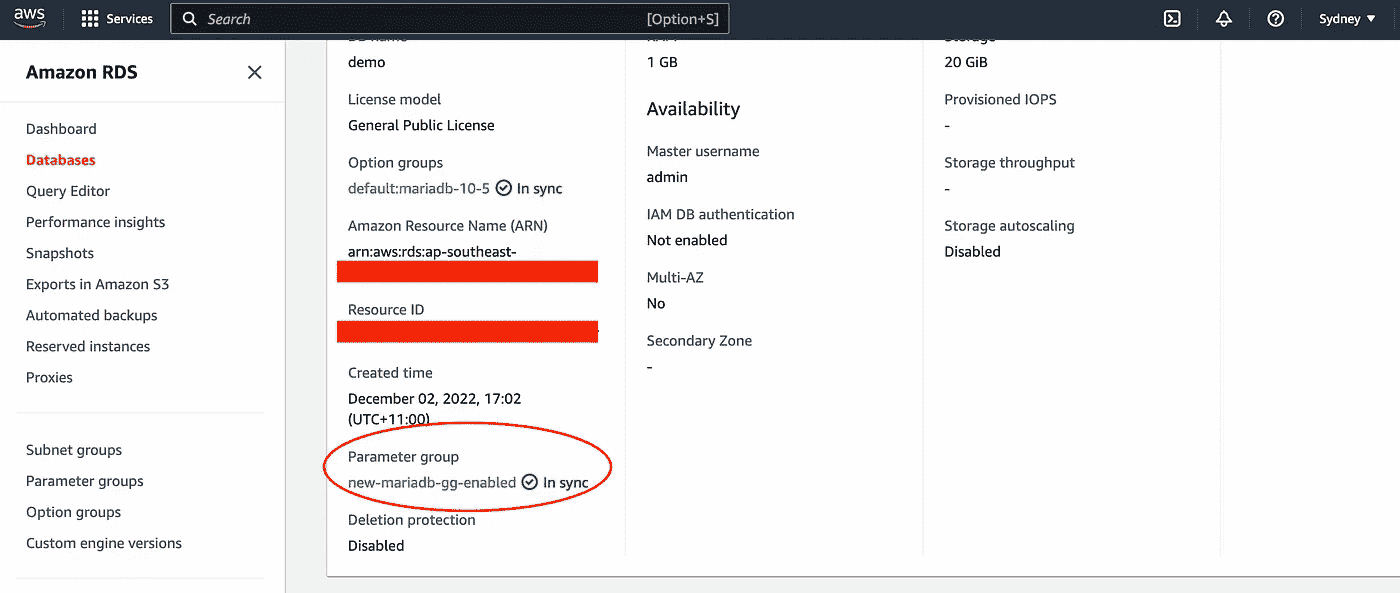 aws
Services
Search
[Option+S]
Sydney
Amazon RDS
Dashboard
Databases
Query Editor
Performance insights
Snapshots
Exports in Amazon S3
Automated backups
Reserved instances
Proxies
Subnet groups
Parameter groups
Option groups
Custom engine versions
DB name
demo
License model
General Public License
Option groups
default:mariadb-10-5 In sync
Amazon Resource Name (ARN)
arn:aws:rds:ap-southeast-
Resource ID
Created time
December 02, 2022, 17:02
(UTC+11:00)
Parameter group
new-mariadb-gg-enabled In sync
Deletion protection
Disabled
RAM
1 GB
Availability
Master username
admin
IAM DB authentication
Not enabled
Multi-AZ
No
Secondary Zone
-
Storage
20 GiB
Provisioned IOPS
-
Storage throughput
-
Storage autoscaling
Disabled